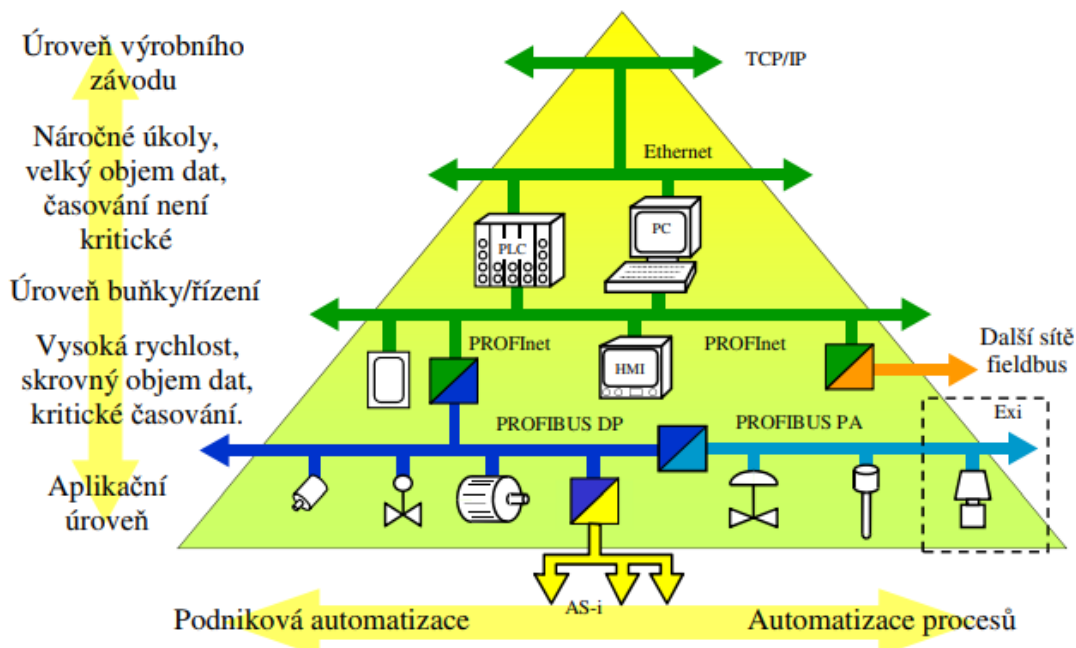 Úroveň výrobního
závodu
TCP/IP
Náročné úkoly,
velký objem dat,
časování není
kritické
Ethernet
PLC
PC
Úroveň buňky/řízení
Vysoká rychlost,
skrovný objem dat,
kritické časování.
PROFInet
PROFInet
HMI
Další sítě
fieldbus
PROFIBUS DP
PROFIBUS PA
Exi
Aplikační
úroveň
AS-i
Podniková automatizace
Automatizace procesů